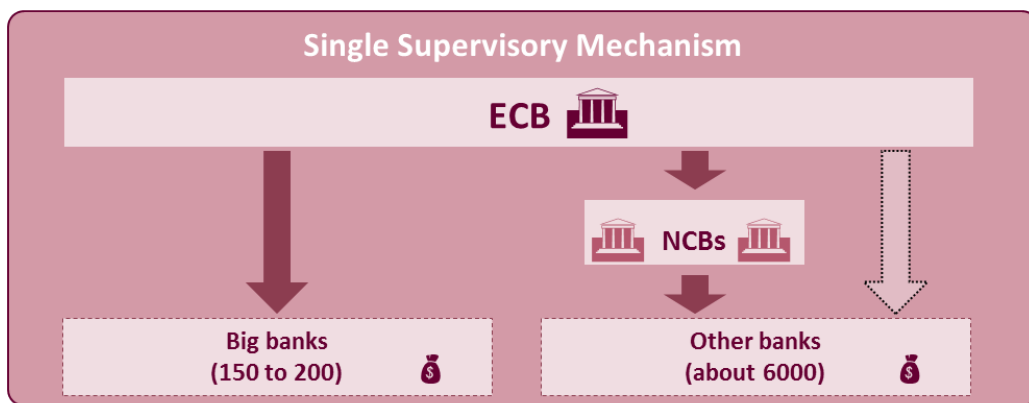 Single Supervisory Mechanism
ECB
NCBs
Big banks
(150 to 200)
$
Other banks
(about 6000)
$